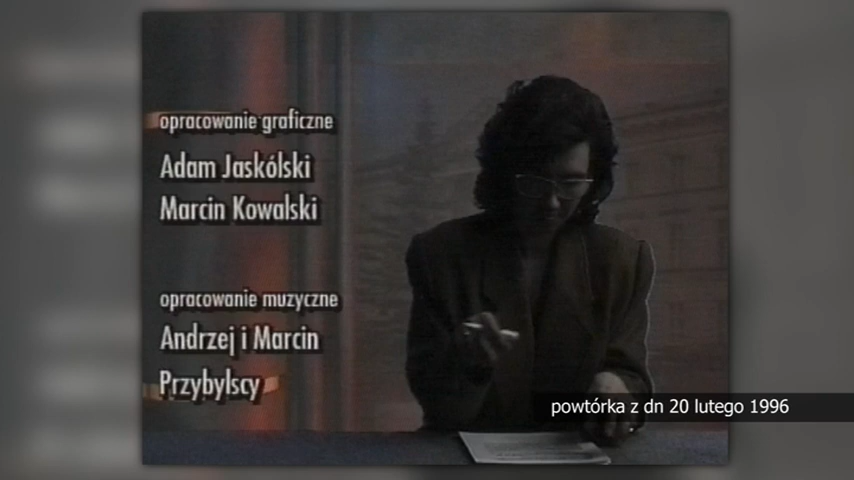 opracowanie graficzne
Adam Jaskólski
Marcin Kowalski
opracowanie muzyczne
Andrzej i Marcin
Przybylscy
powtórka z dn 20 lutego 1996